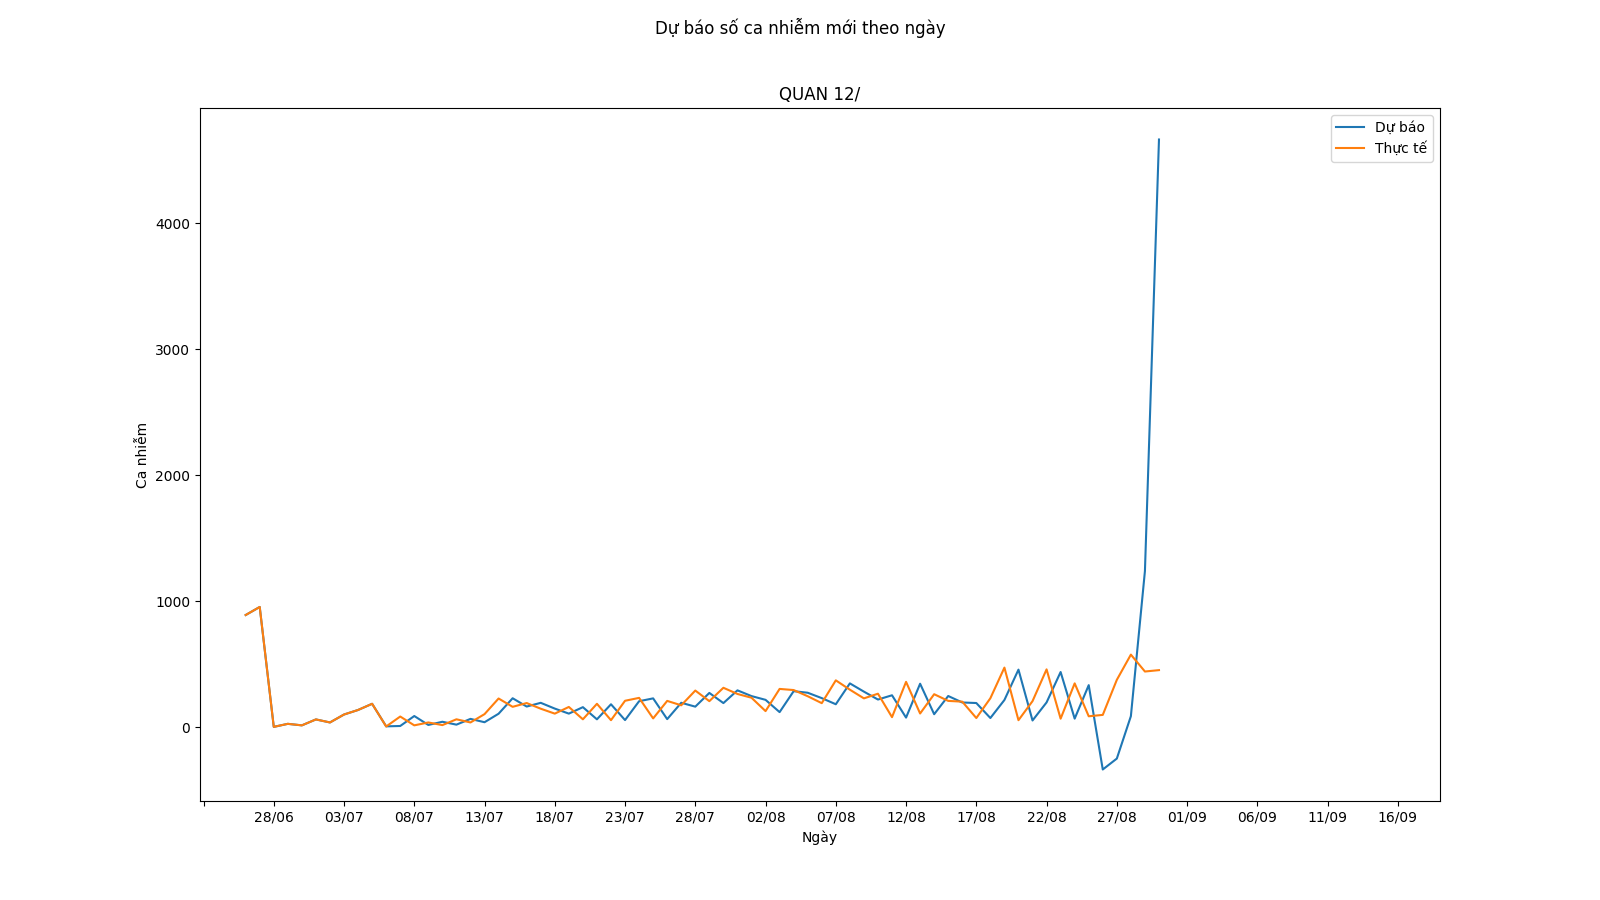 Dự báo số ca nhiễm mới theo ngày
QUAN 12/
Dự báo
Thực tế
Ca nhiễm
4000
3000
2000
1000
0
28/06 03/07 08/07 13/07 18/07 23/07 28/07 02/08 07/08 12/08 17/08 22/08 27/08 01/09 06/09 11/09 16/09
Ngày